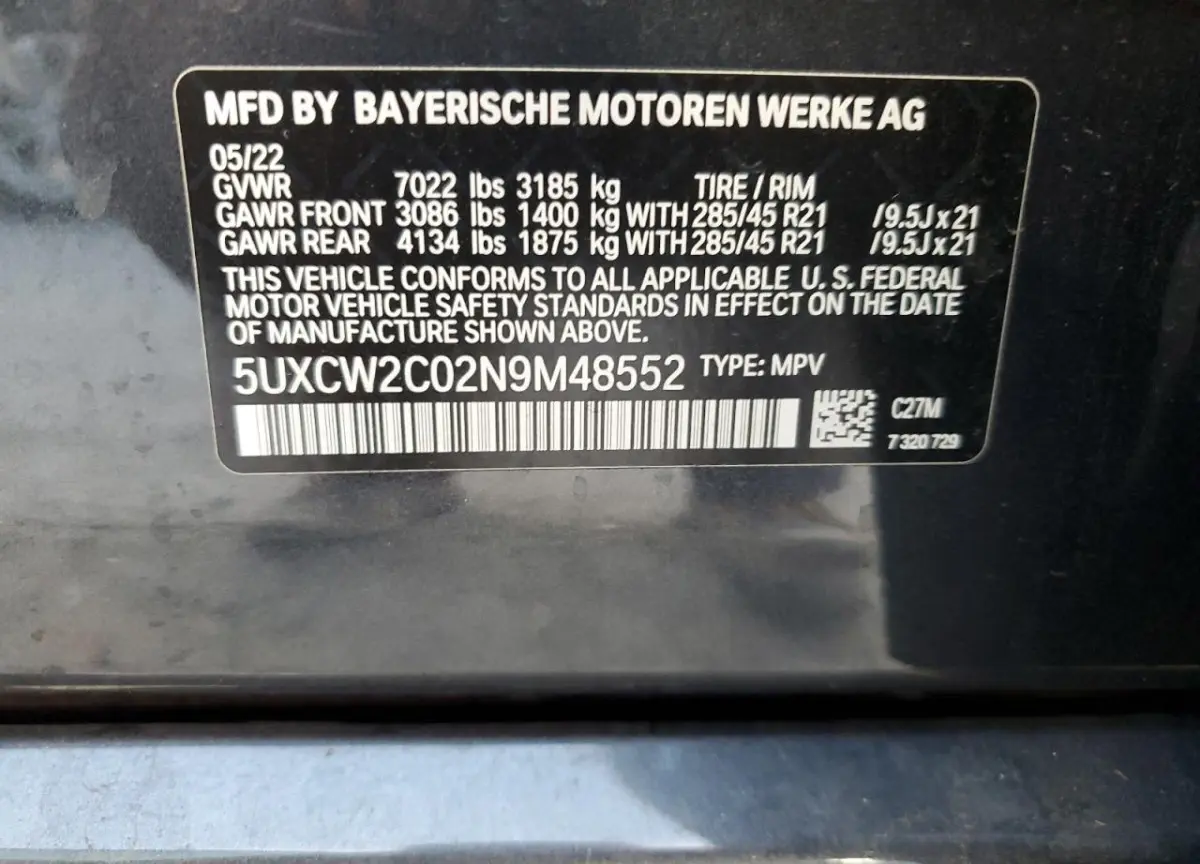 MFD BY BAYERISCHE MOTOREN WERKE AG
05/22
GVWR 7022 lbs 3185 kg TIRE / RIM
GAWR FRONT 3086 lbs 1400 kg WITH 285/45 R21 /9.5J x 21
GAWR REAR 4134 lbs 1875 kg WITH 285/45 R21 /9.5J x 21
THIS VEHICLE CONFORMS TO ALL APPLICABLE U. S. FEDERAL
MOTOR VEHICLE SAFETY STANDARDS IN EFFECT ON THE DATE
OF MANUFACTURE SHOWN ABOVE.
5UXCW2C02N9M48552 TYPE: MPV
C27M
7 320 729